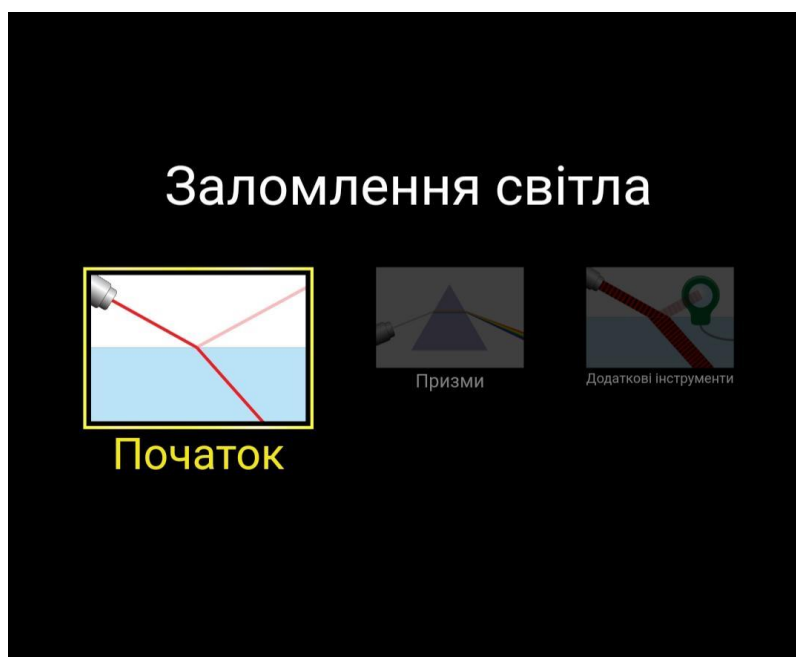 Заломлення світла
Початок
Призми
Додаткові інструменти